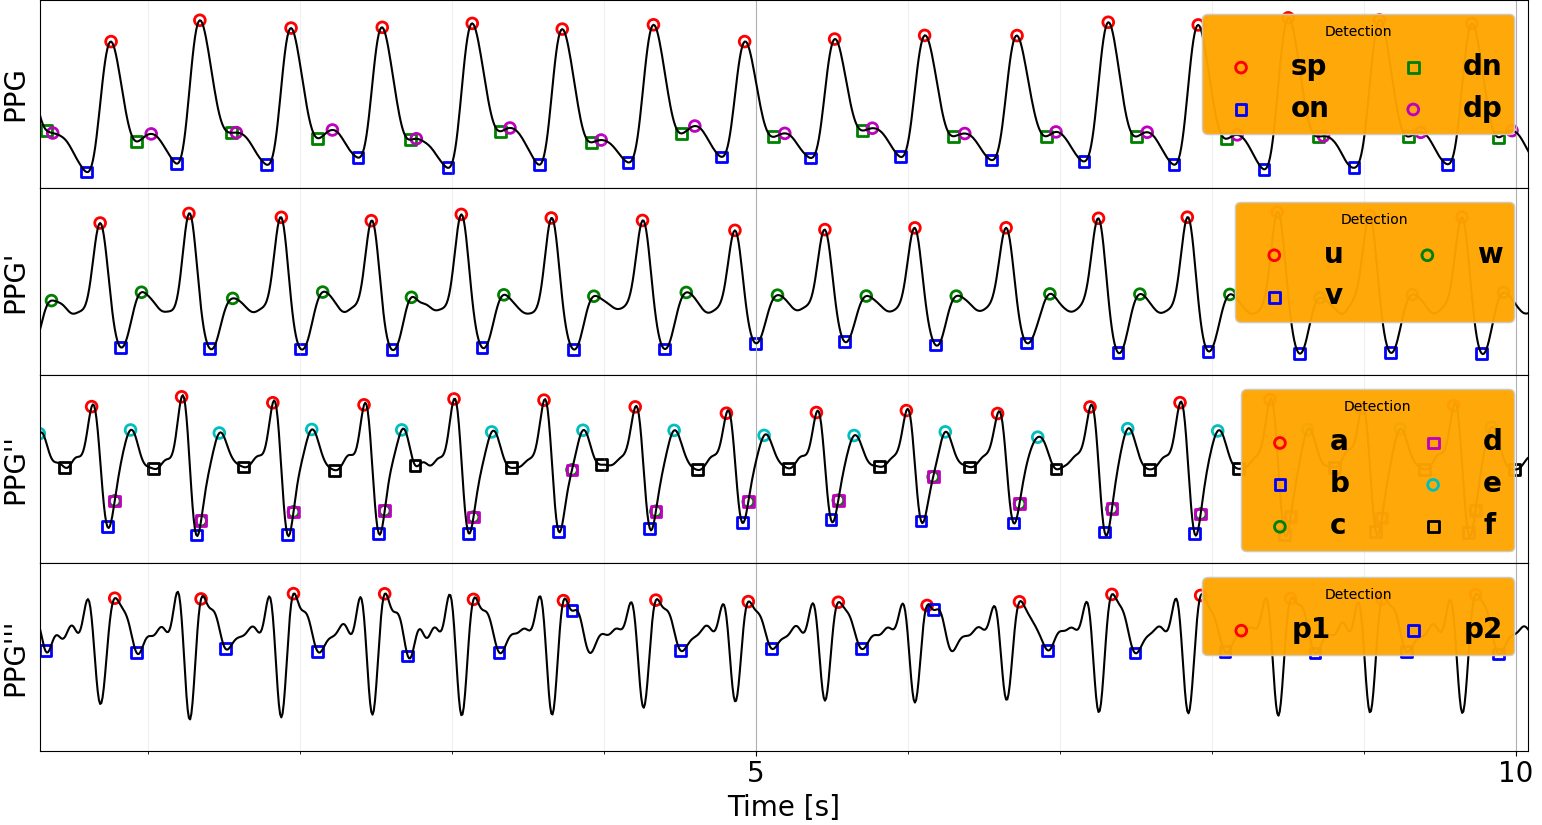 PPG
Detection
sp dn
on dp
PPG'
Detection
u w
v
PPG''
Detection
a d
b e
c f
PPG'''
Detection
p1 p2
5 10
Time [s]